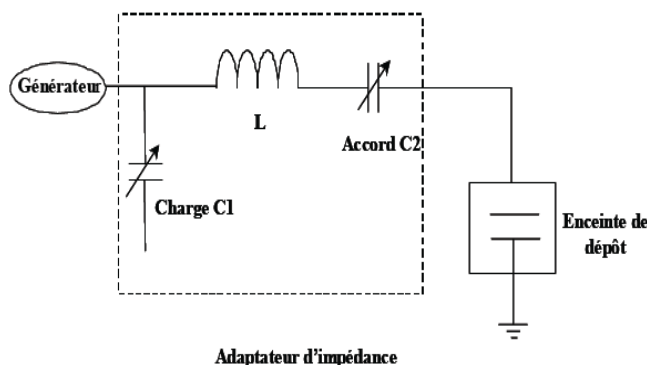 Générateur
L
Accord C2
Charge C1
Enceinte de
dépôt
Adaptateur d'impédance